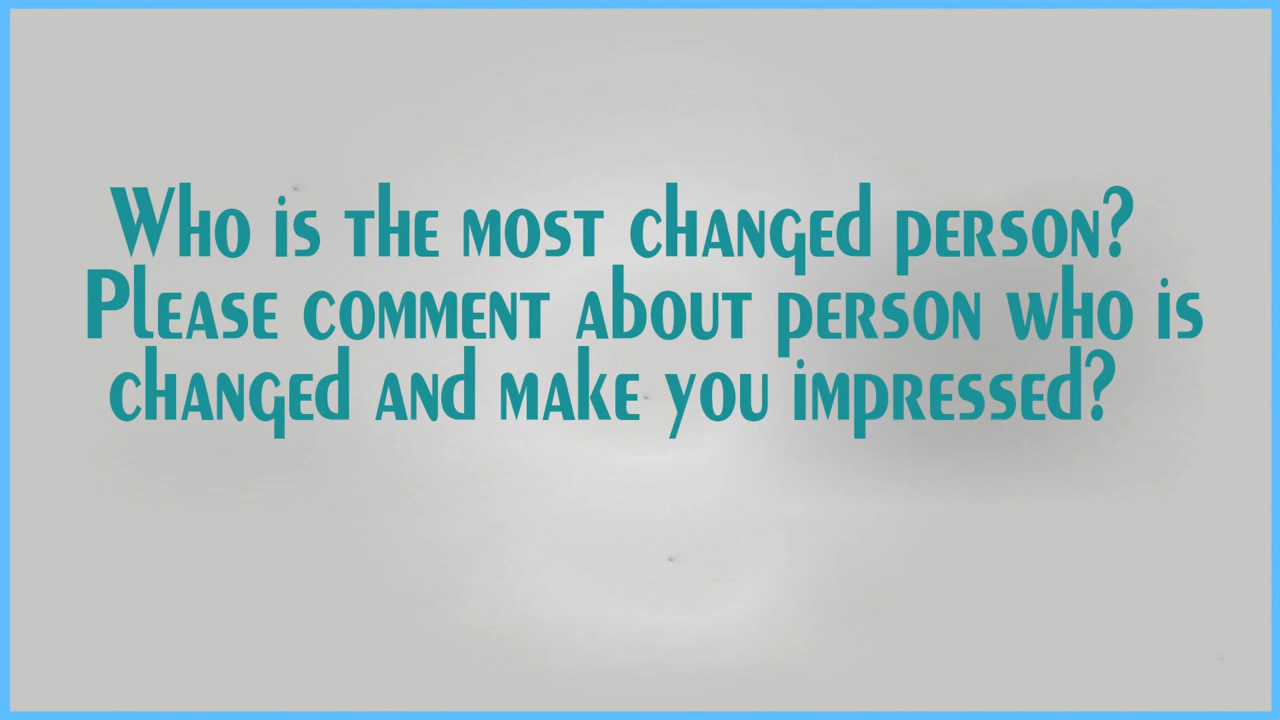 Who is the most changed person?
Please comment about person who is
changed and make you impressed?